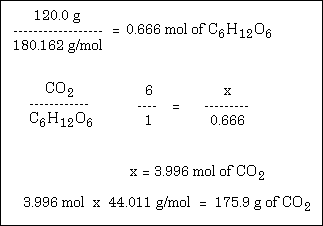 120.0 g
------------------ = 0.666 mol of C6H12O6
180.162 g/mol
CO2 6 x
------------ ---- = ---------
C6H12O6 1 0.666
x = 3.996 mol of CO2
3.996 mol x 44.011 g/mol = 175.9 g of CO2